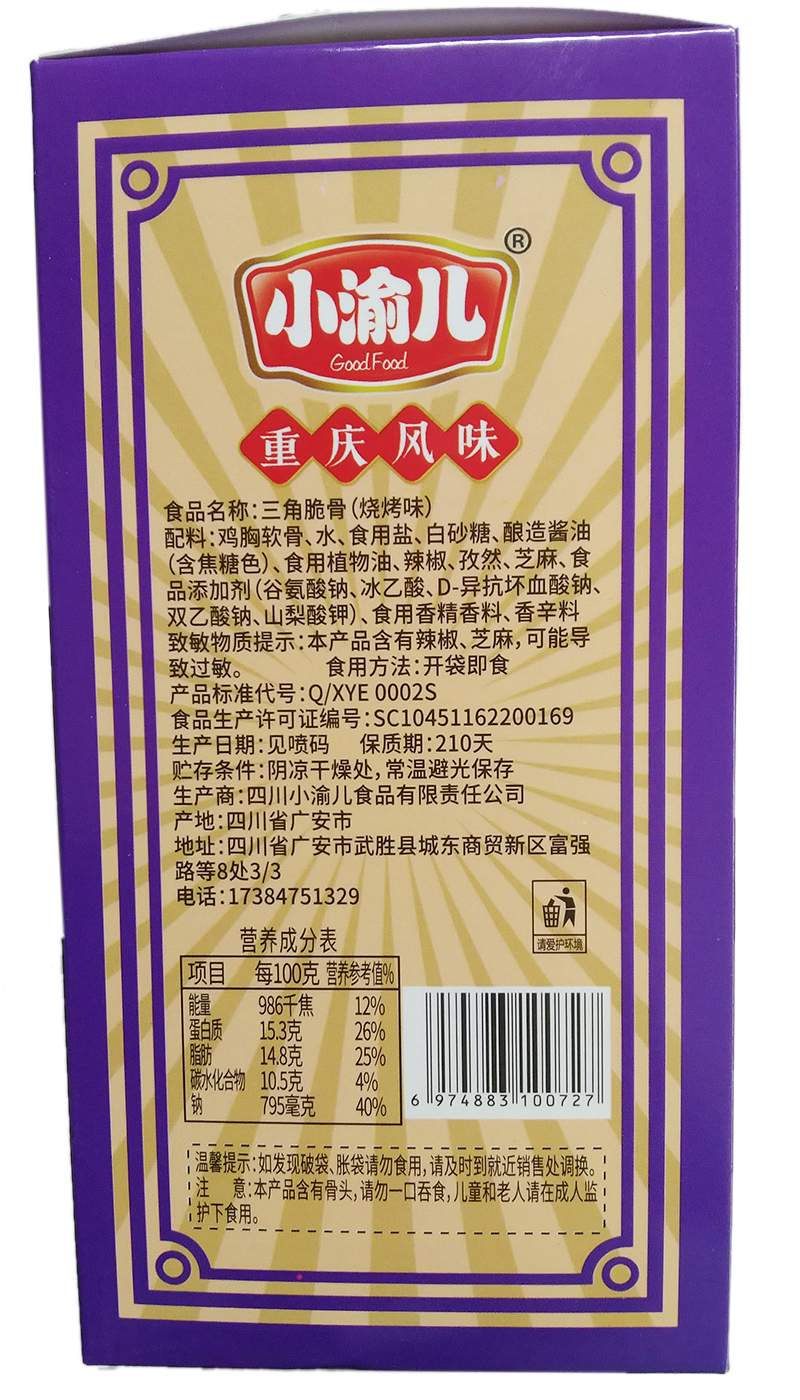 ®
小渝儿
Good Food
重庆风味
食品名称:三角脆骨(烧烤味)
配料:鸡胸软骨、水、食用盐、白砂糖、酿造酱油
(含焦糖色)、食用植物油、辣椒、孜然、芝麻、食
品添加剂(谷氨酸钠、冰乙酸、D-异抗坏血酸钠、
双乙酸钠、山梨酸钾)、食用香精香料、香辛料
致敏物质提示:本产品含有辣椒、芝麻,可能导
致过敏。 食用方法:开袋即食
产品标准代号:Q/XYE 0002S
食品生产许可证编号:SC10451162200169
生产日期:见喷码 保质期:210天
贮存条件:阴凉干燥处,常温避光保存
生产商:四川小渝儿食品有限责任公司
产地:四川省广安市
地址:四川省广安市武胜县城东商贸新区富强
路等8处3/3
电话:17384751329
请爱护环境
营养成分表
项目 每100克 营养参考值%
能量 986千焦 12%
蛋白质 15.3克 26%
脂肪 14.8克 25%
碳水化合物 10.5克 4%
钠 795毫克 40%
6 974883 100727
温馨提示:如发现破袋、胀袋请勿食用,请及时到就近销售处调换。
注 意:本产品含有骨头,请勿一口吞食,儿童和老人请在成人监
护下食用。